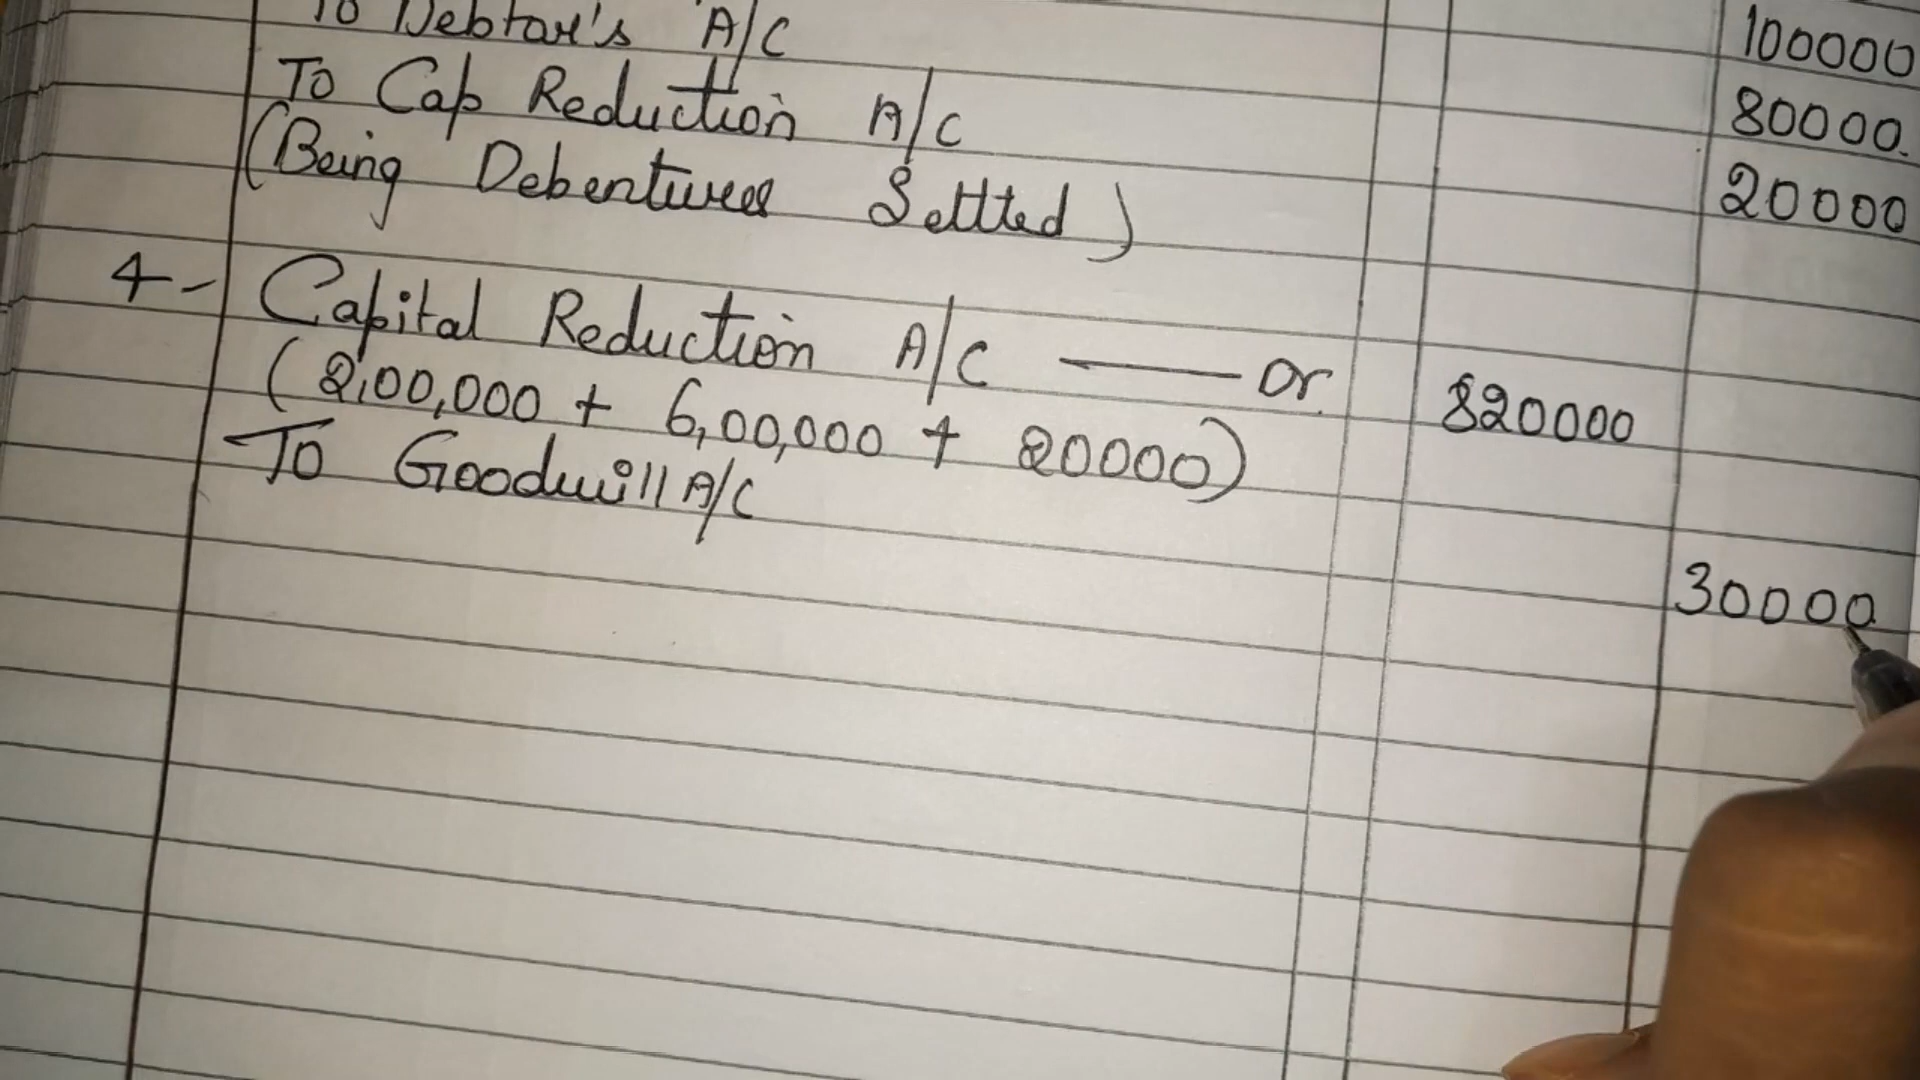 To Debtor's A/C 100000
To Cap Reduction A/C 80000
(Being Debentures Settled) 20000
4- Capital Reduction A/C —— Dr. 820000
(2,00,000 + 6,00,000 + 20000)
To Goodwill A/C 30000